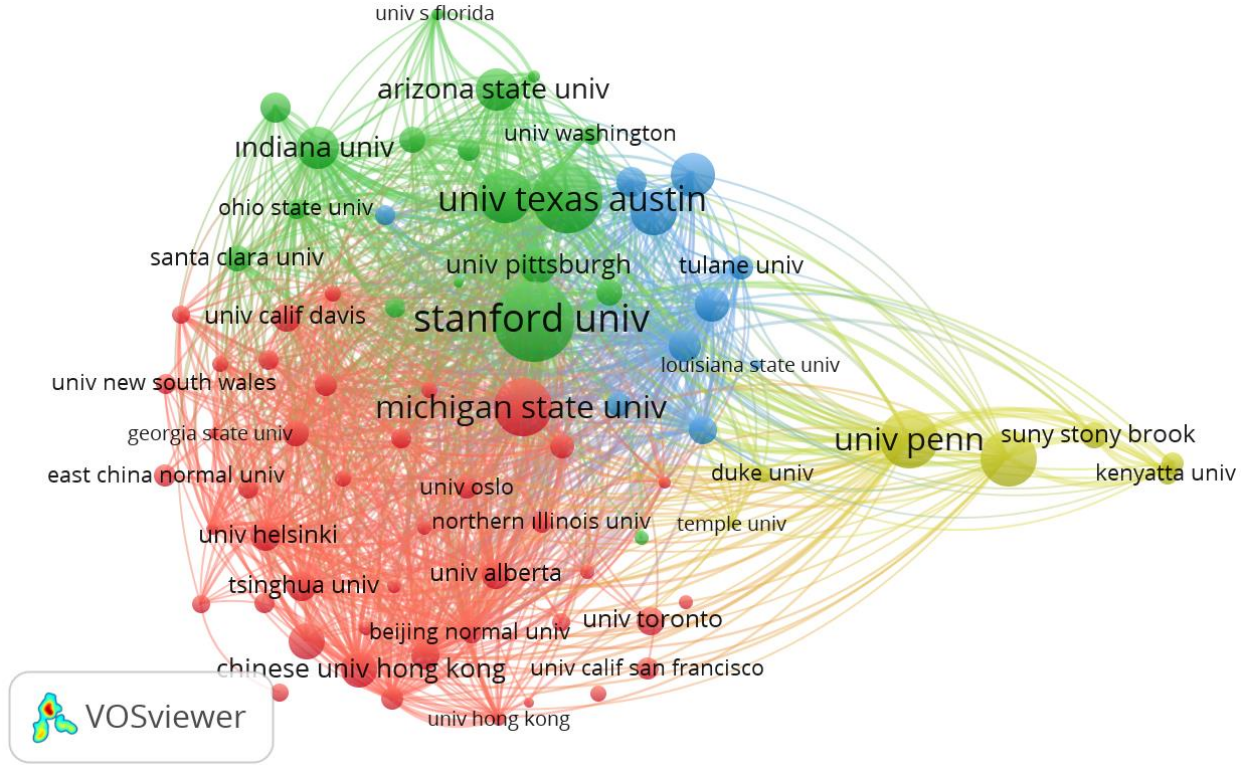 univ s florida
arizona state univ
univ washington
indiana univ
univ texas austin
ohio state univ
santa clara univ
univ pittsburgh
tulane univ
univ calif davis
stanford univ
louisiana state univ
univ new south wales
michigan state univ
georgia state univ
univ penn
suny stony brook
east china normal univ
duke univ
kenyatta univ
univ oslo
northern illinois univ
temple univ
univ helsinki
tsinghua univ
univ alberta
univ toronto
beijing normal univ
chinese univ hong kong
univ calif san francisco
univ hong kong
VOSviewer